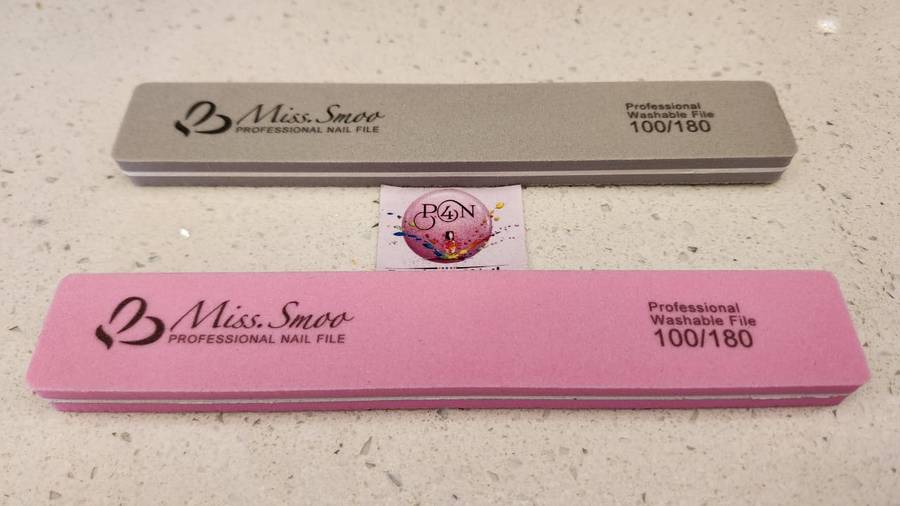 Miss. Smoo
PROFESSIONAL NAIL FILE
Professional
Washable File
100/180
P4N
Miss. Smoo
PROFESSIONAL NAIL FILE
Professional
Washable File
100/180